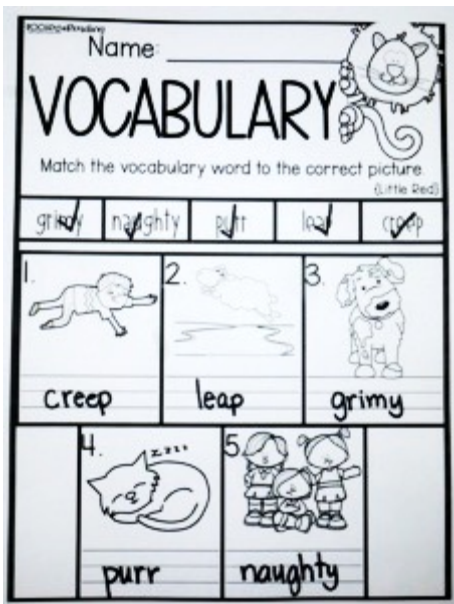 Name: 
VOCABULARY
Match the vocabulary word to the correct picture.
(Little Red)
grimy naughty purr leap creep
1. 2. 3.
creep leap grimy
4. zzzz 5.
purr naughty